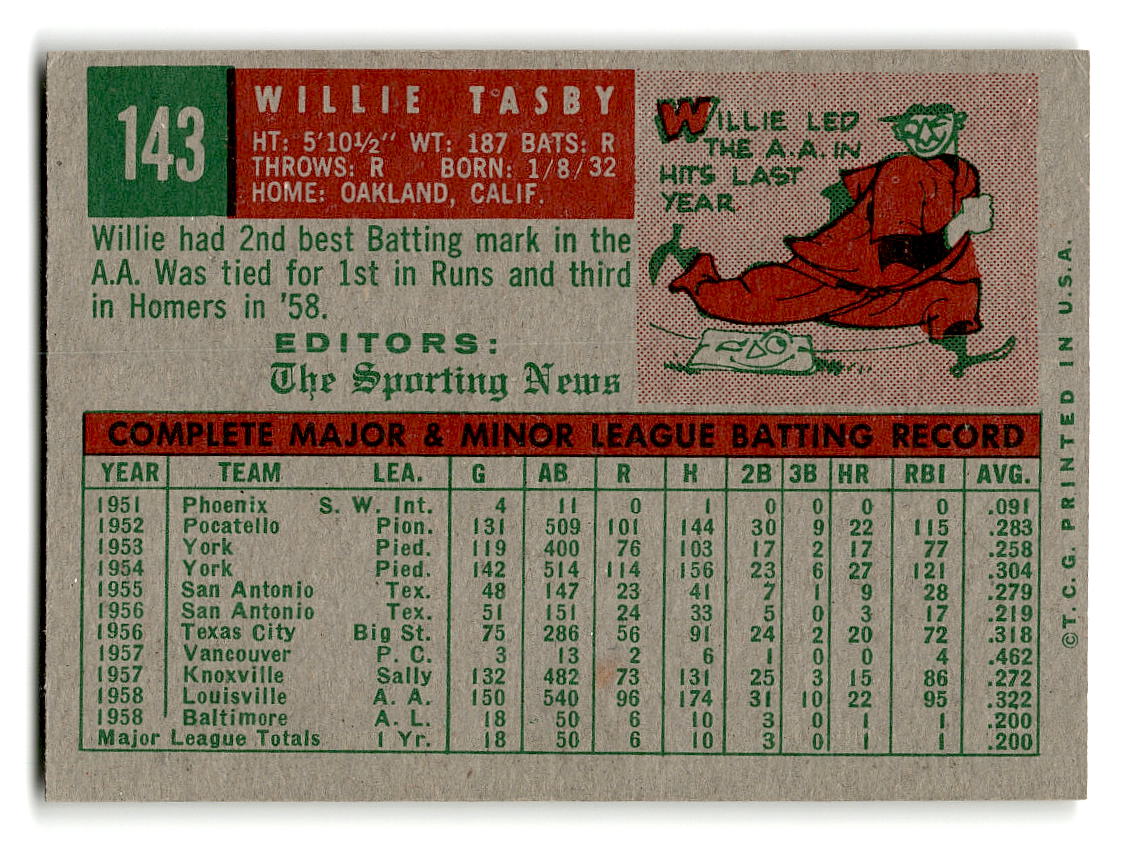 143
WILLIE TASBY
HT: 5'10½" WT: 187 BATS: R
THROWS: R BORN: 1/8/32
HOME: OAKLAND, CALIF.
WILLIE LED
THE A.A. IN
HITS LAST
YEAR
Willie had 2nd best Batting mark in the
A.A. Was tied for 1st in Runs and third
in Homers in '58.
EDITORS:
The Sporting News
COMPLETE MAJOR & MINOR LEAGUE BATTING RECORD
YEAR TEAM LEA. G AB R H 2B 3B HR RBI AVG.
1951 Phoenix S. W. Int. 4 11 0 1 0 0 0 0 .091
1952 Pocatello Pion. 131 509 101 144 30 9 22 115 .283
1953 York Pied. 119 400 76 103 17 2 17 77 .258
1954 York Pied. 142 514 114 156 23 6 27 121 .304
1955 San Antonio Tex. 48 147 23 41 7 1 9 28 .279
1956 San Antonio Tex. 51 151 24 33 5 0 3 17 .219
1956 Texas City Big St. 75 286 56 91 24 2 20 72 .318
1957 Vancouver P. C. 3 13 2 6 1 0 0 4 .462
1957 Knoxville Sally 132 482 73 131 25 3 15 86 .272
1958 Louisville A. A. 150 540 96 174 31 10 22 95 .322
1958 Baltimore A. L. 18 50 6 10 3 0 1 1 .200
Major League Totals 1 Yr. 18 50 6 10 3 0 1 1 .200
©T. C. G. PRINTED IN U.S.A.